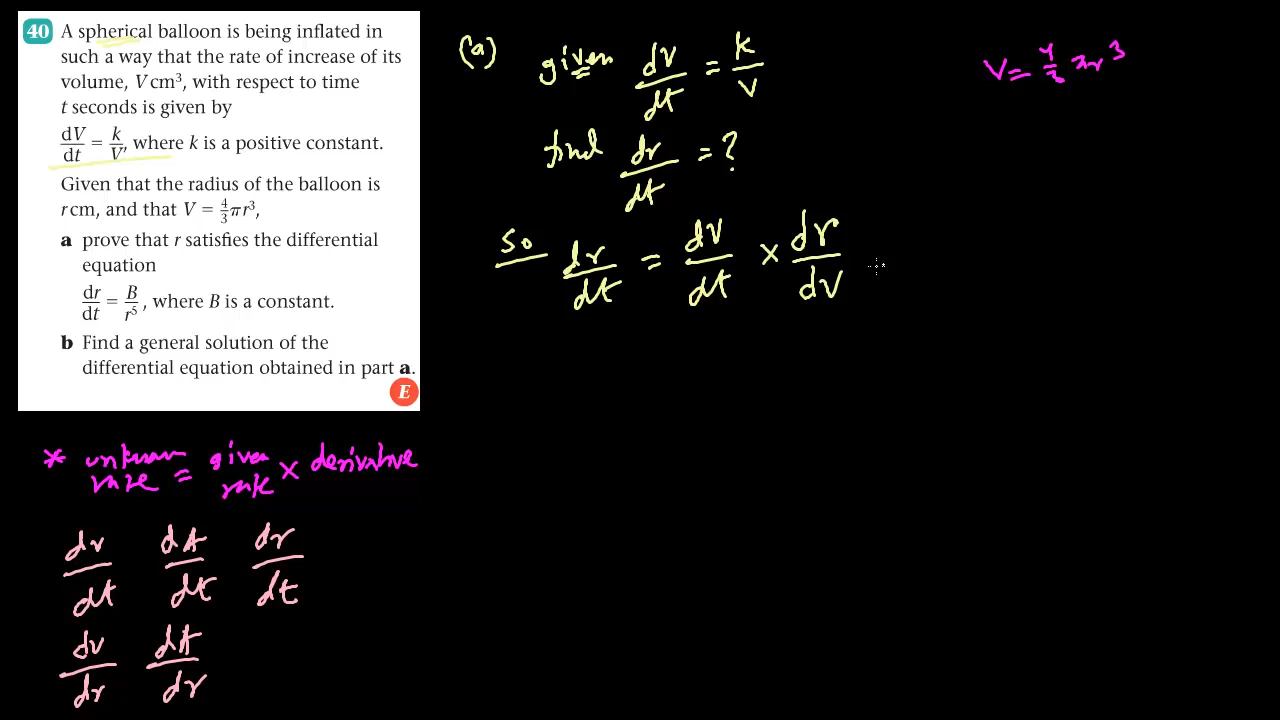 40 A spherical balloon is being inflated in
such a way that the rate of increase of its
volume, V cm³, with respect to time
t seconds is given by
dV/dt = k/V, where k is a positive constant.
Given that the radius of the balloon is
r cm, and that V = 4/3 πr³,
a prove that r satisfies the differential
equation
dr/dt = B/r⁵, where B is a constant.
b Find a general solution of the
differential equation obtained in part a.
E
(a) given dV/dt = k/V
find dr/dt = ?
so dr/dt = dV/dt × dr/dV
V = 4/3 πr³
* unknown rate = given rate × derivative
dv/dt dA/dt dr/dt
dv/dr dA/dr